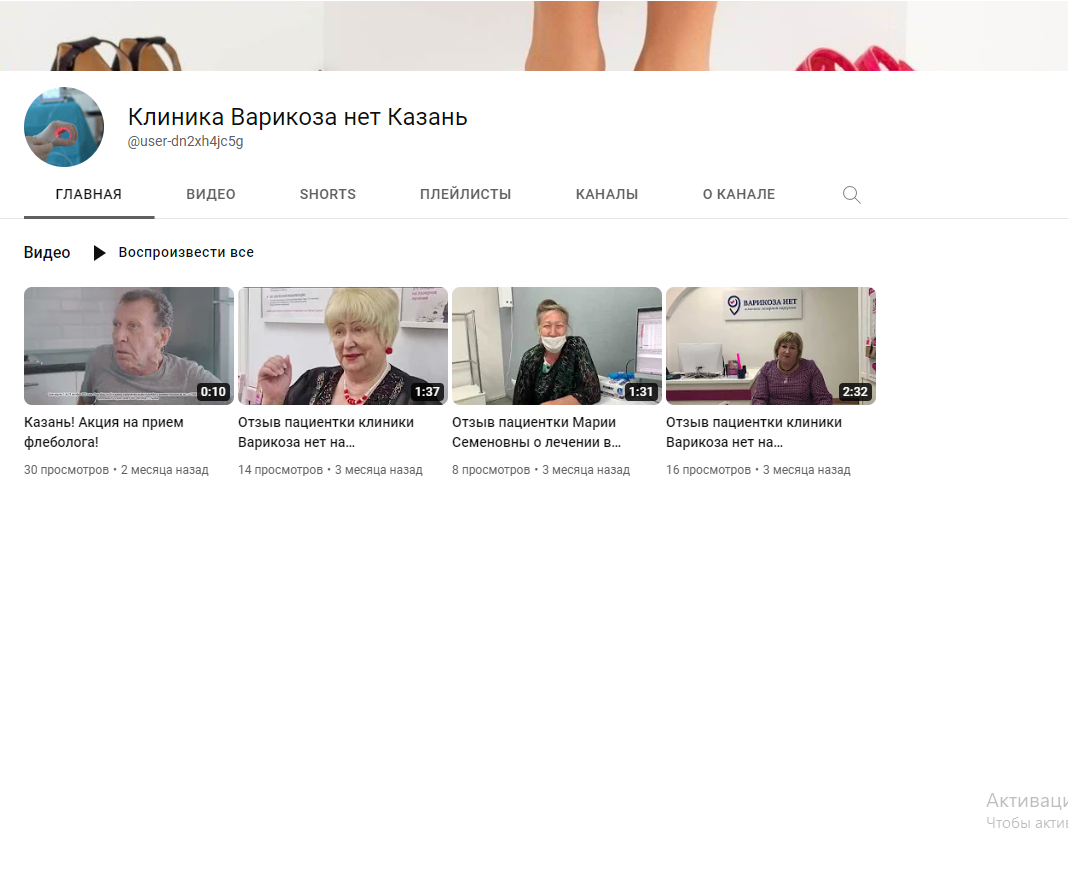 Клиника Варикоза нет Казань
@user-dn2xh4jc5g
ГЛАВНАЯ ВИДЕО SHORTS ПЛЕЙЛИСТЫ КАНАЛЫ О КАНАЛЕ
Видео Воспроизвести все
ВАРИКОЗА НЕТ
0:10 1:37 1:31 2:32
Казань! Акция на прием
флеболога!
30 просмотров • 2 месяца назад
Отзыв пациентки клиники
Варикоза нет на…
14 просмотров • 3 месяца назад
Отзыв пациентки Марии
Семеновны о лечении в…
8 просмотров • 3 месяца назад
Отзыв пациентки клиники
Варикоза нет на…
16 просмотров • 3 месяца назад
Активаци
Чтобы актив